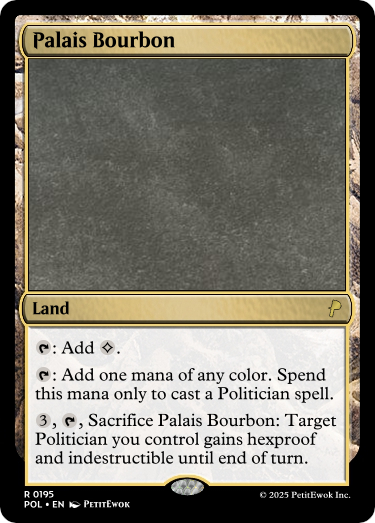 Palais Bourbon
Land
: Add .
: Add one mana of any color. Spend
this mana only to cast a Politician spell.
3, , Sacrifice Palais Bourbon: Target
Politician you control gains hexproof
and indestructible until end of turn.
R 0195
POL • EN PetitEwok
© 2025 PetitEwok Inc.